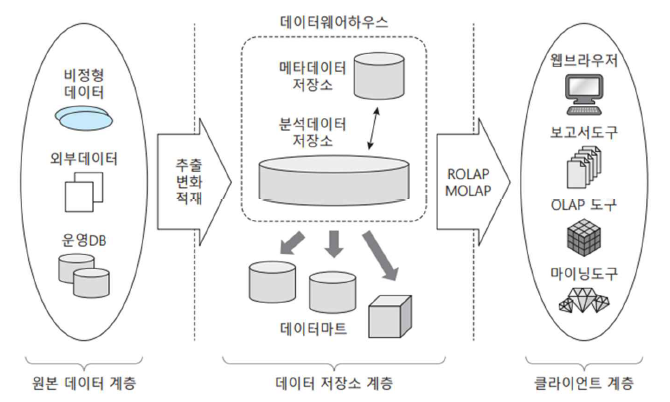 비정형
데이터
외부데이터
운영DB
원본 데이터 계층
추출
변화
적재
데이터웨어하우스
메타데이터
저장소
분석데이터
저장소
데이터마트
데이터 저장소 계층
ROLAP
MOLAP
웹브라우저
보고서도구
OLAP 도구
마이닝도구
클라이언트 계층